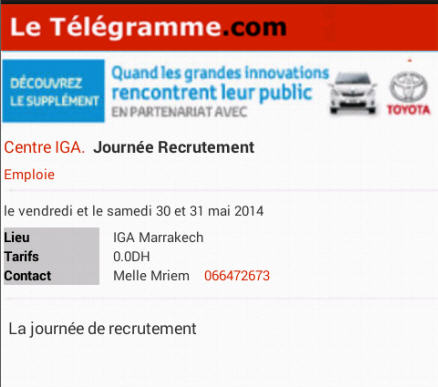 Le Télégramme.com
DÉCOUVREZ
LE SUPPLÉMENT
Quand les grandes innovations
rencontrent leur public
EN PARTENARIAT AVEC
TOYOTA
Centre IGA. Journée Recrutement
Emploie
le vendredi et le samedi 30 et 31 mai 2014
Lieu IGA Marrakech
Tarifs 0.0DH
Contact Melle Mriem 066472673
La journée de recrutement